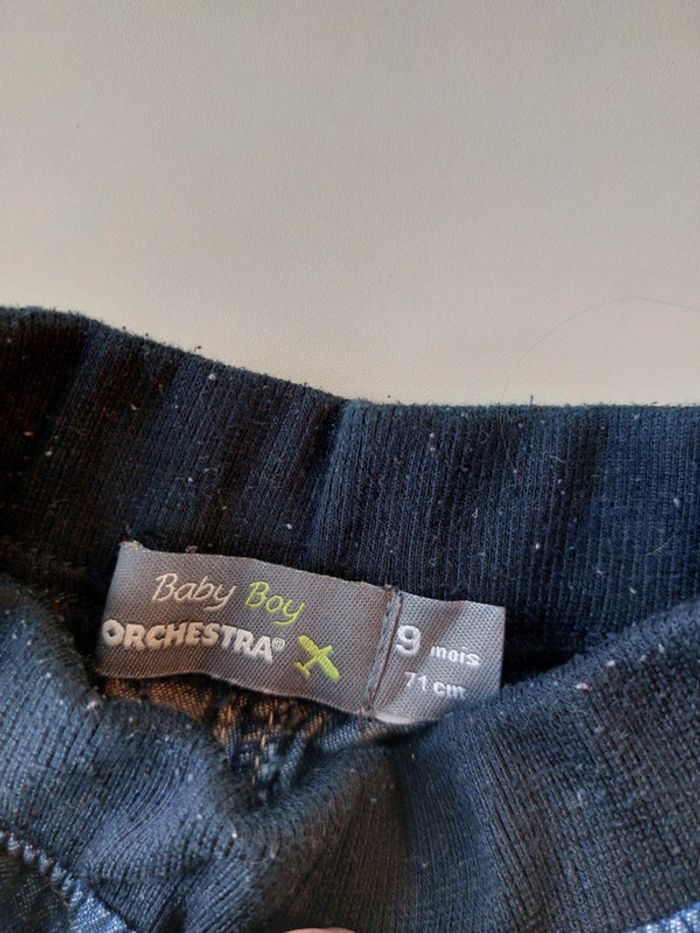 Baby Boy
ORCHESTRA®
9 mois
71 cm